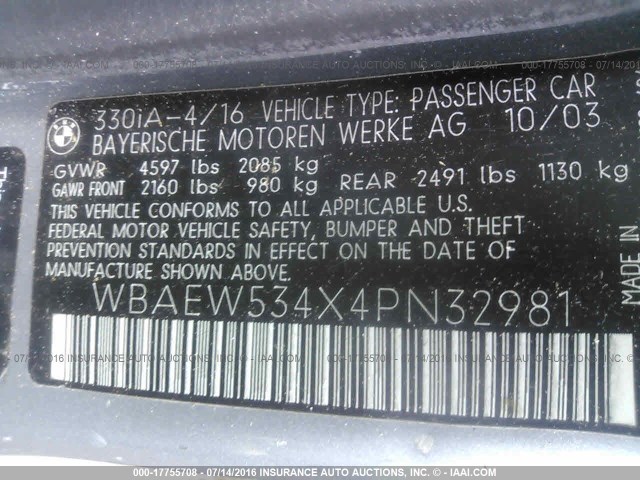 BMW
330iA-4/16 VEHICLE TYPE: PASSENGER CAR
BAYERISCHE MOTOREN WERKE AG 10/03
GVWR 4597 lbs 2085 kg
GAWR FRONT 2160 lbs 980 kg REAR 2491 lbs 1130 kg
THIS VEHICLE CONFORMS TO ALL APPLICABLE U.S.
FEDERAL MOTOR VEHICLE SAFETY, BUMPER AND THEFT
PREVENTION STANDARDS IN EFFECT ON THE DATE OF
MANUFACTURE SHOWN ABOVE.
WBAEW534X4PN32981
MADE IN
000-17755708 - 07/14/2016 INSURANCE AUTO AUCTIONS, INC. © - IAAI.COM